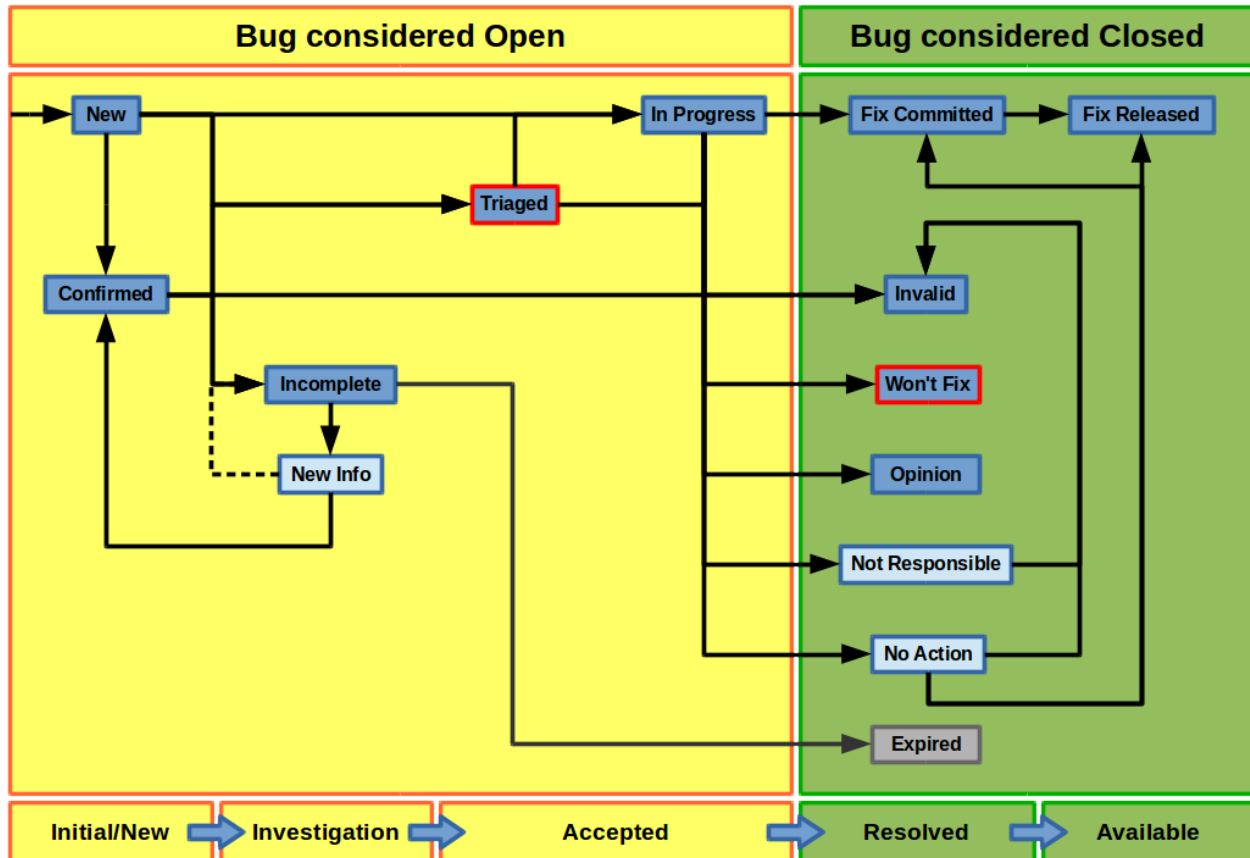 Bug considered Open
Bug considered Closed
New
In Progress
Fix Committed
Fix Released
Triaged
Confirmed
Invalid
Incomplete
Won't Fix
New Info
Opinion
Not Responsible
No Action
Expired
Initial/New
Investigation
Accepted
Resolved
Available